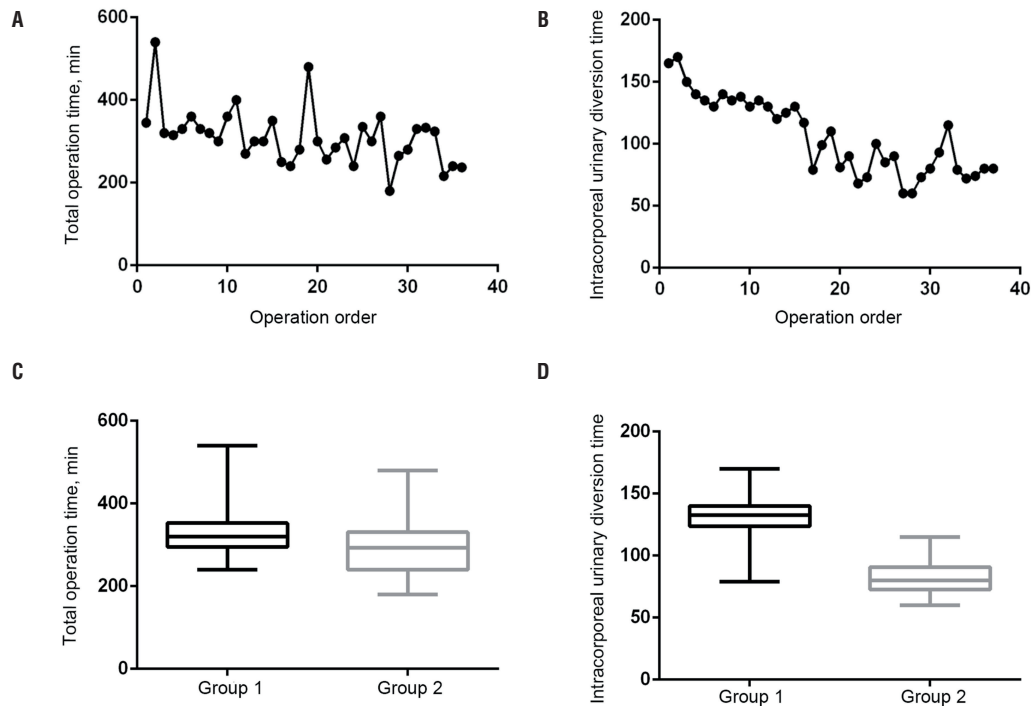 A
Total operation time, min
600
400
200
0
0
10
20
30
40
Operation order
B
Intracorporeal urinary diversion time
200
150
100
50
0
0
10
20
30
40
Operation order
C
Total operation time, min
600
400
200
0
Group 1
Group 2
D
Intracorporeal urinary diversion time
200
150
100
50
0
Group 1
Group 2